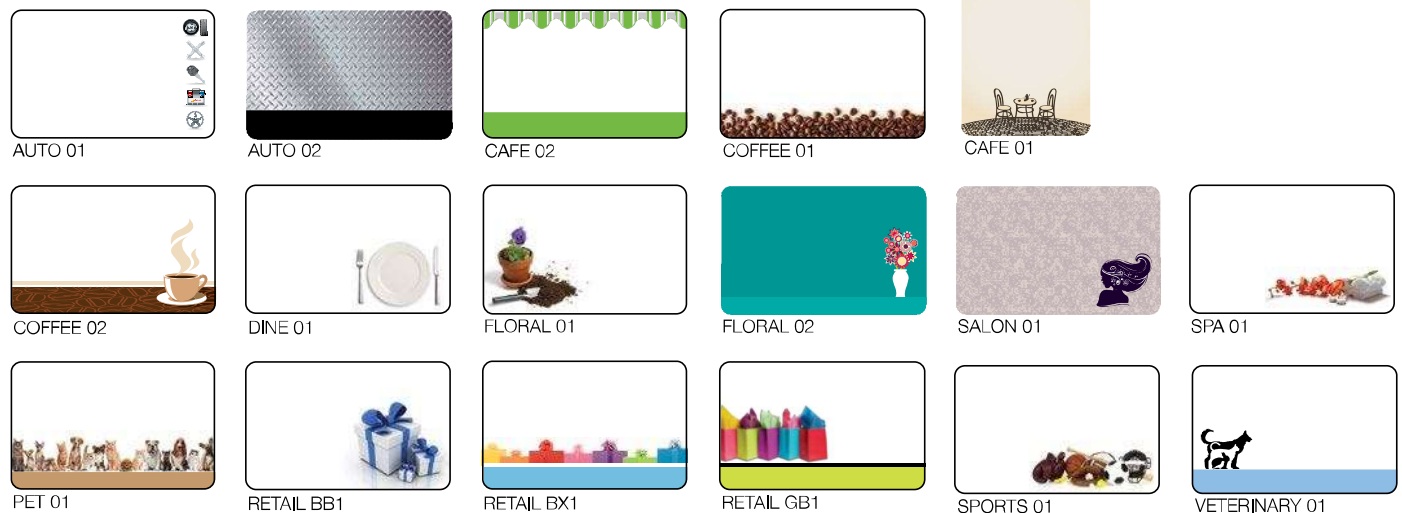 AUTO 01
AUTO 02
CAFE 02
COFFEE 01
CAFE 01
COFFEE 02
DINE 01
FLORAL 01
FLORAL 02
SALON 01
SPA 01
PET 01
RETAIL BB1
RETAIL BX1
RETAIL GB1
SPORTS 01
VETERINARY 01